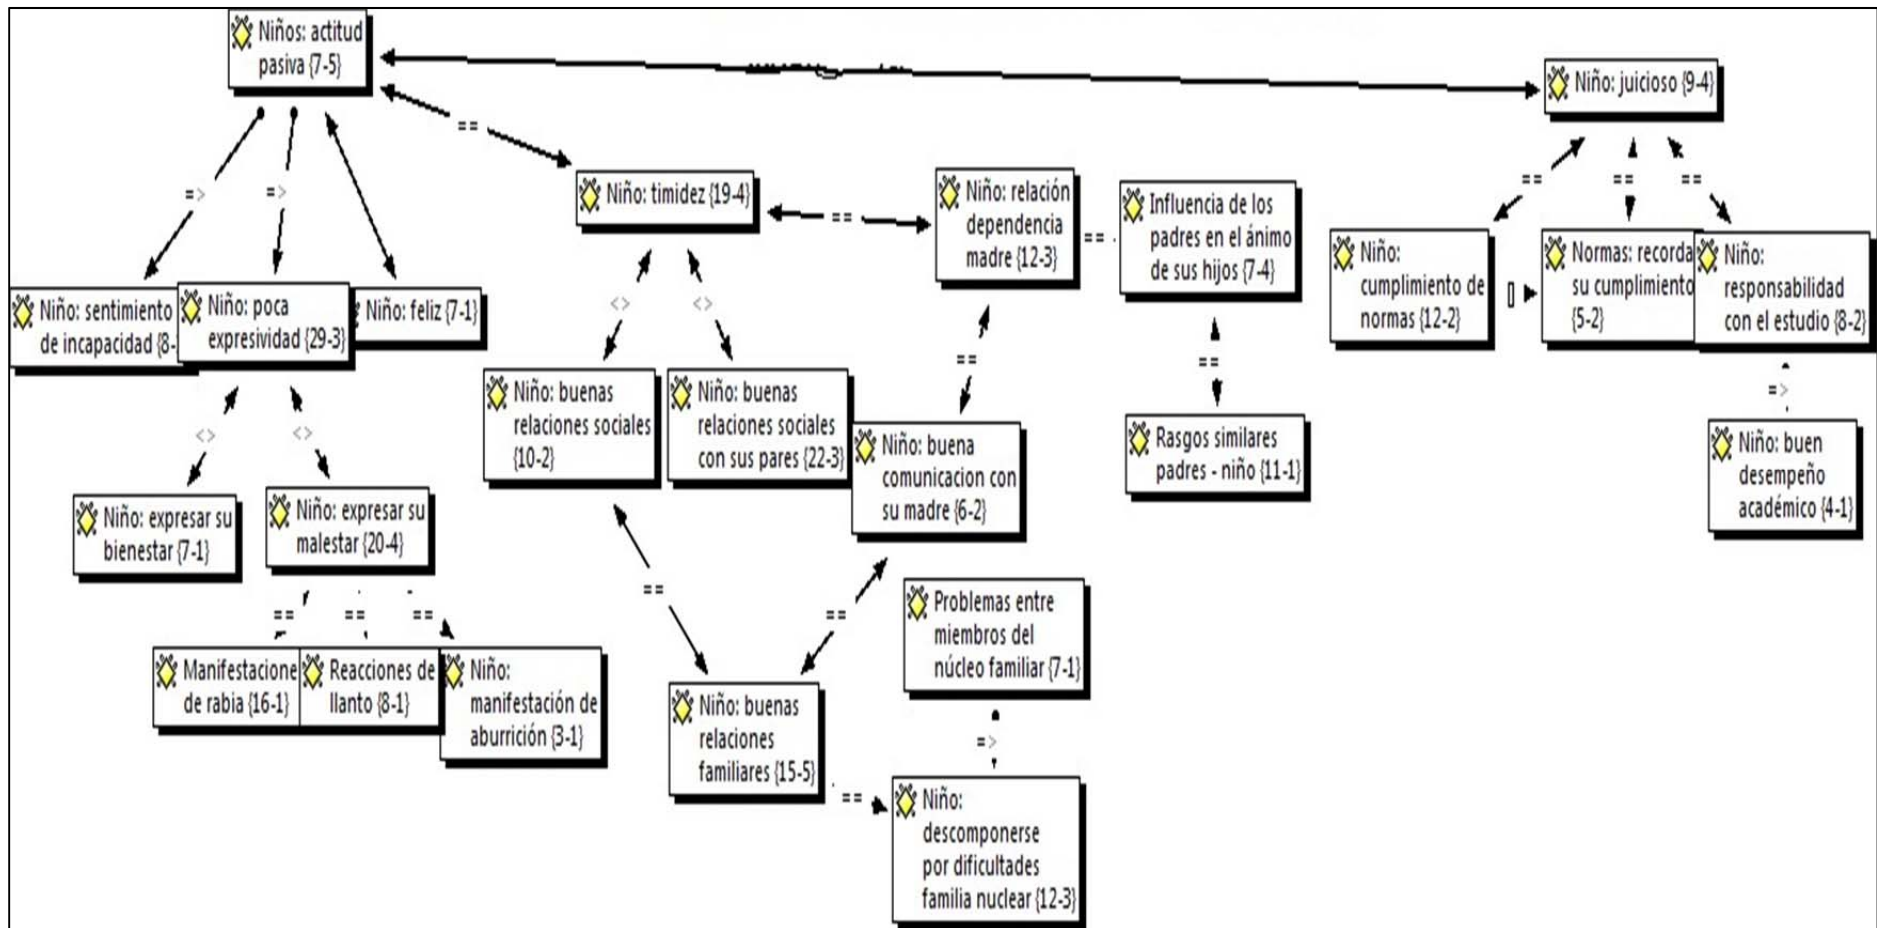 Niños: actitud
pasiva {7-5}
Niño: juicioso {9-4}
==
=>
=>
Niño: timidez {19-4}
==
Niño: relación
dependencia
madre {12-3}
==
Influencia de los
padres en el ánimo
de sus hijos {7-4}
==
==
==
Niño: sentimiento
de incapacidad {8-
Niño: poca
expresividad {29-3}
Niño: feliz {7-1}
Niño:
cumplimiento de
normas {12-2}
[]
Normas: recorda
su cumplimiento
{5-2}
Niño:
responsabilidad
con el estudio {8-2}
<>
<>
==
==
=>
<>
<>
Niño: buenas
relaciones sociales
{10-2}
Niño: buenas
relaciones sociales
con sus pares {22-3}
Niño: buena
comunicacion con
su madre {6-2}
Rasgos similares
padres - niño {11-1}
Niño: buen
desempeño
académico {4-1}
Niño: expresar su
bienestar {7-1}
Niño: expresar su
malestar {20-4}
==
==
==
==
==
Manifestacione
de rabia {16-1}
Reacciones de
llanto {8-1}
Niño:
manifestación de
aburrición {3-1}
Niño: buenas
relaciones
familiares {15-5}
Problemas entre
miembros del
núcleo familiar {7-1}
=>
==
Niño:
descomponerse
por dificultades
familia nuclear {12-3}